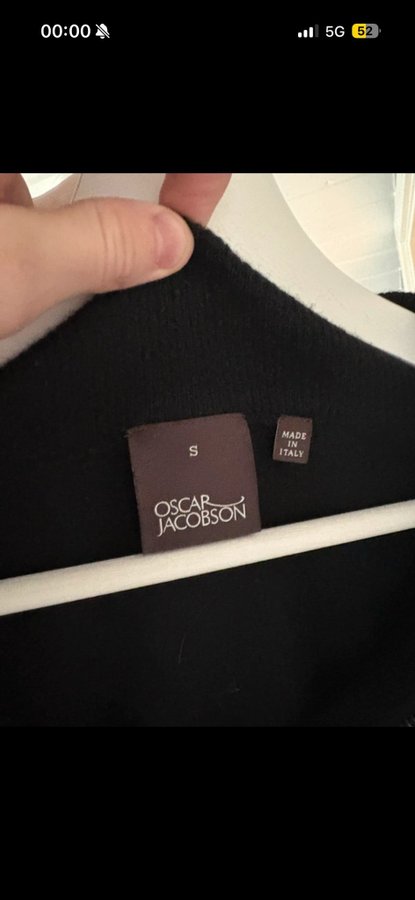 00:00
5G
52
S
OSCAR
JACOBSON
MADE
IN
ITALY